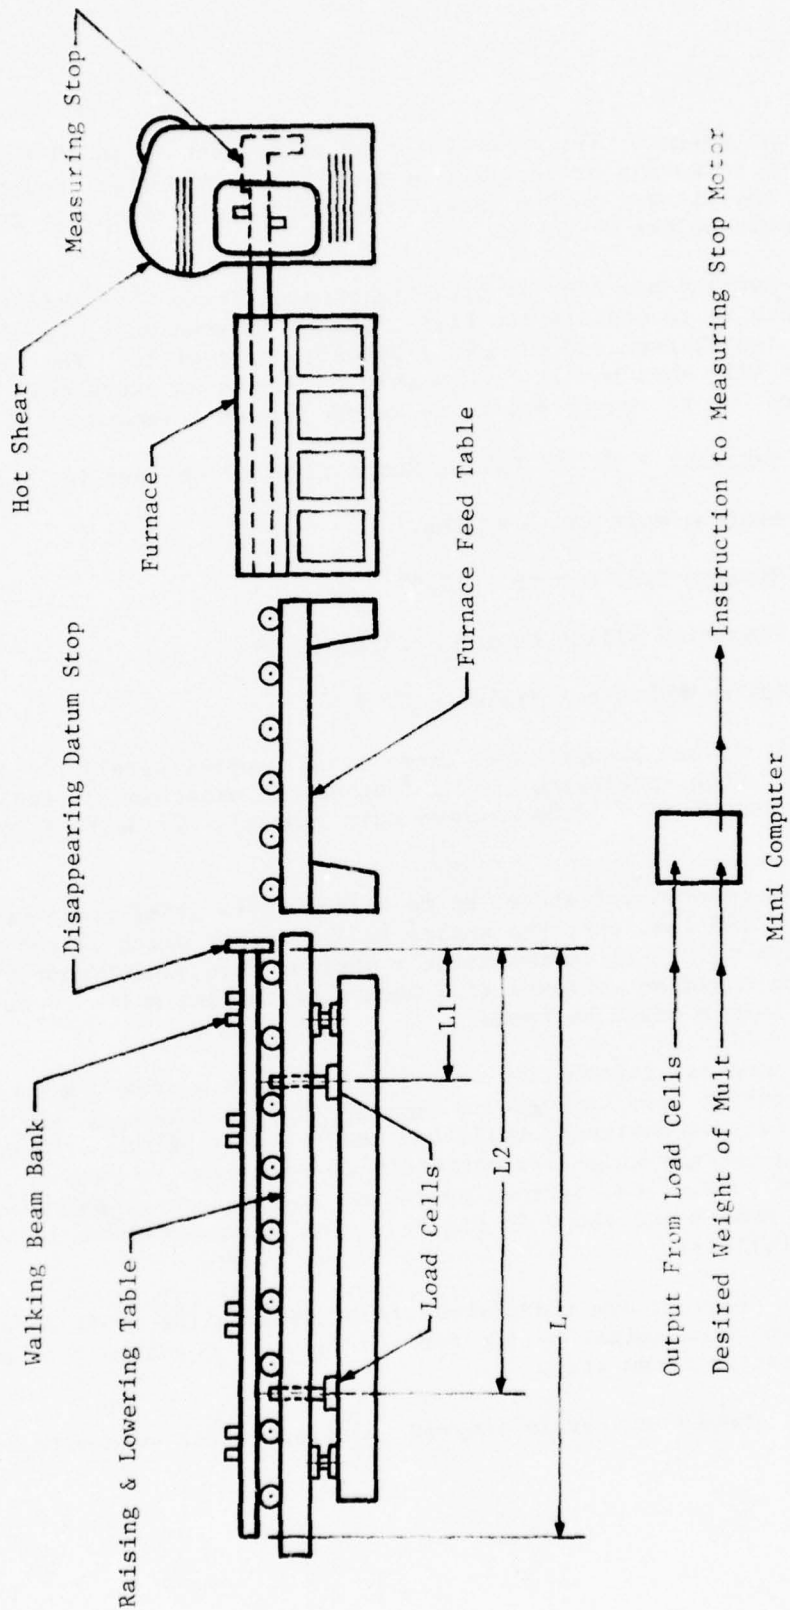 Measuring Stop
Hot Shear
Furnace
Furnace Feed Table
Disappearing Datum Stop
Walking Beam Bank
Raising & Lowering Table
Load Cells
L1
L2
L
Output From Load Cells
Desired Weight of Mult
Instruction to Measuring Stop Motor
Mini Computer